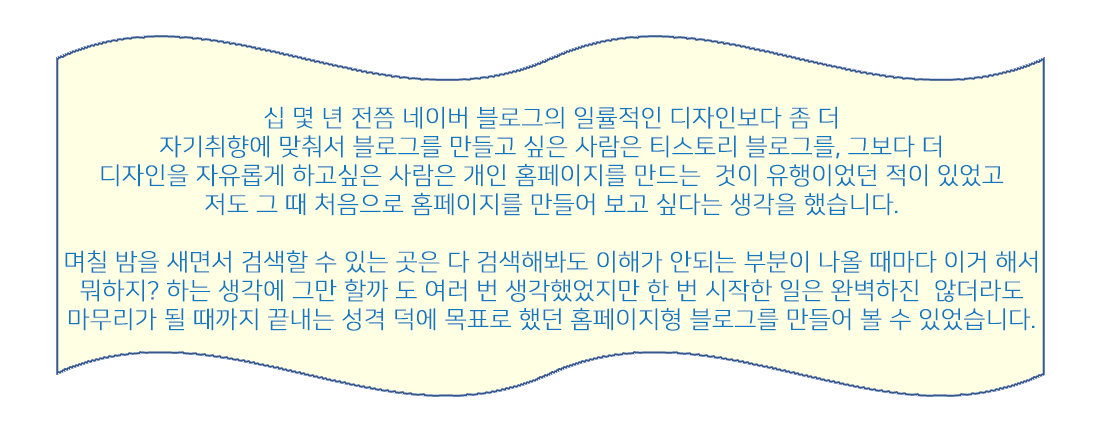 십 몇 년 전쯤 네이버 블로그의 일률적인 디자인보다 좀 더
자기취향에 맞춰서 블로그를 만들고 싶은 사람은 티스토리 블로그를, 그보다 더
디자인을 자유롭게 하고싶은 사람은 개인 홈페이지를 만드는  것이 유행이었던 적이 있었고
저도 그 때 처음으로 홈페이지를 만들어 보고 싶다는 생각을 했습니다.
며칠 밤을 새면서 검색할 수 있는 곳은 다 검색해봐도 이해가 안되는 부분이 나올 때마다 이거 해서
뭐하지? 하는 생각에 그만 할까 도 여러 번 생각했었지만 한 번 시작한 일은 완벽하진  않더라도
마무리가 될 때까지 끝내는 성격 덕에 목표로 했던 홈페이지형 블로그를 만들어 볼 수 있었습니다.